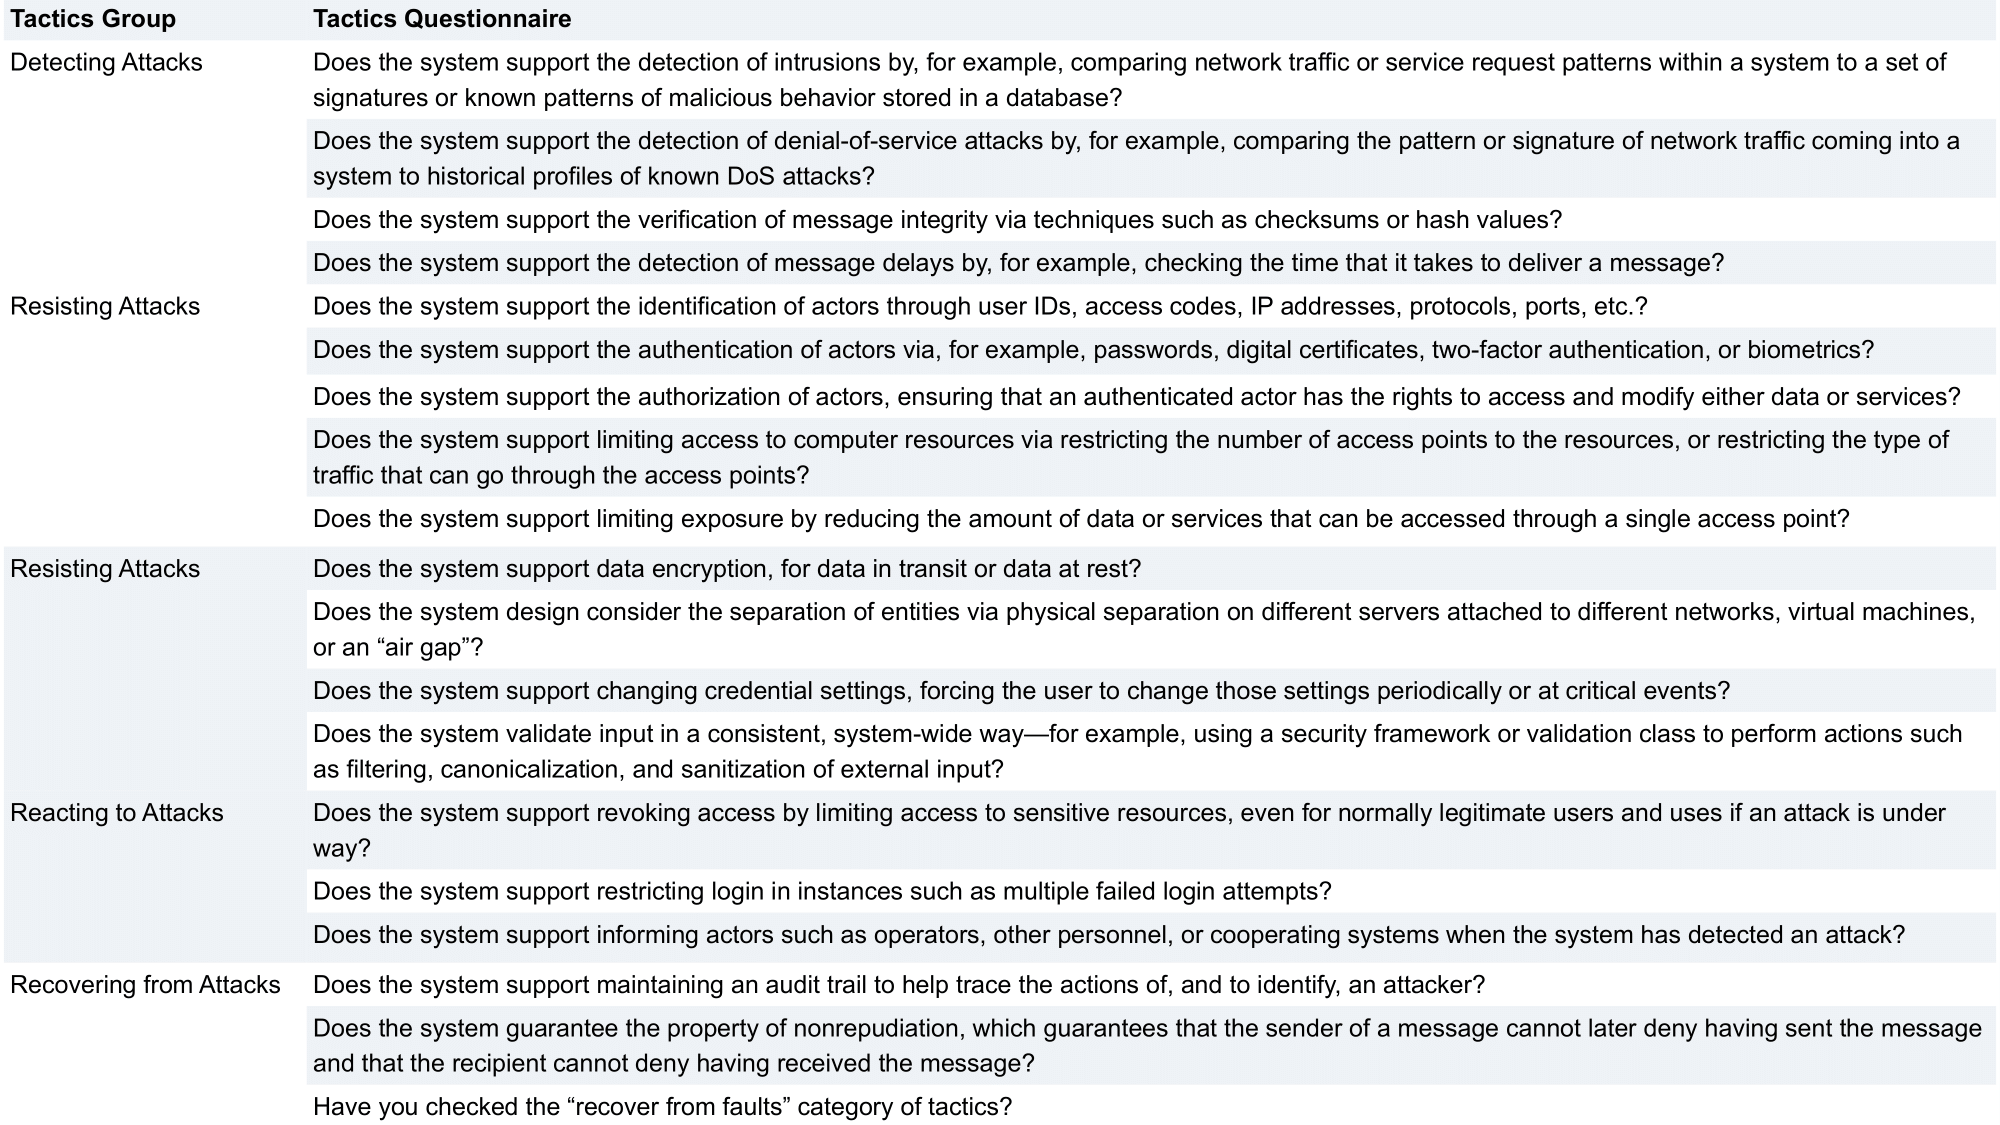 Tactics Group Tactics Questionnaire
Detecting Attacks Does the system support the detection of intrusions by, for example, comparing network traffic or service request patterns within a system to a set of
signatures or known patterns of malicious behavior stored in a database?
Does the system support the detection of denial-of-service attacks by, for example, comparing the pattern or signature of network traffic coming into a
system to historical profiles of known DoS attacks?
Does the system support the verification of message integrity via techniques such as checksums or hash values?
Does the system support the detection of message delays by, for example, checking the time that it takes to deliver a message?
Resisting Attacks Does the system support the identification of actors through user IDs, access codes, IP addresses, protocols, ports, etc.?
Does the system support the authentication of actors via, for example, passwords, digital certificates, two-factor authentication, or biometrics?
Does the system support the authorization of actors, ensuring that an authenticated actor has the rights to access and modify either data or services?
Does the system support limiting access to computer resources via restricting the number of access points to the resources, or restricting the type of
traffic that can go through the access points?
Does the system support limiting exposure by reducing the amount of data or services that can be accessed through a single access point?
Resisting Attacks Does the system support data encryption, for data in transit or data at rest?
Does the system design consider the separation of entities via physical separation on different servers attached to different networks, virtual machines,
or an “air gap”?
Does the system support changing credential settings, forcing the user to change those settings periodically or at critical events?
Does the system validate input in a consistent, system-wide way—for example, using a security framework or validation class to perform actions such
as filtering, canonicalization, and sanitization of external input?
Reacting to Attacks Does the system support revoking access by limiting access to sensitive resources, even for normally legitimate users and uses if an attack is under
way?
Does the system support restricting login in instances such as multiple failed login attempts?
Does the system support informing actors such as operators, other personnel, or cooperating systems when the system has detected an attack?
Recovering from Attacks Does the system support maintaining an audit trail to help trace the actions of, and to identify, an attacker?
Does the system guarantee the property of nonrepudiation, which guarantees that the sender of a message cannot later deny having sent the message
and that the recipient cannot deny having received the message?
Have you checked the “recover from faults” category of tactics?